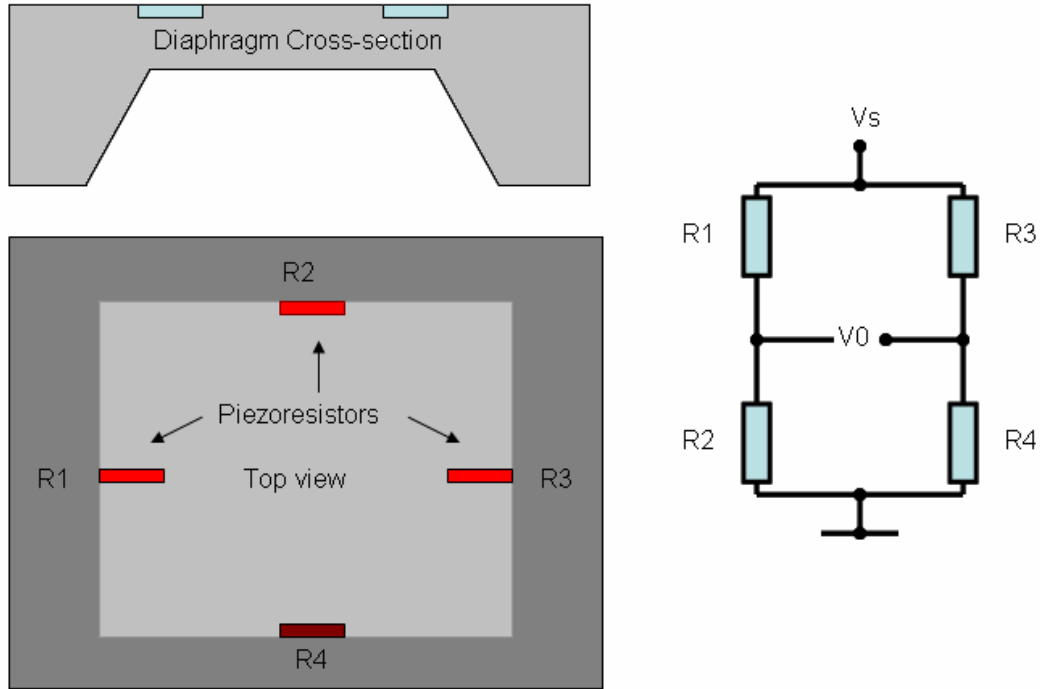 Diaphragm Cross-section
R2
Piezoresistors
R1
Top view
R3
R4
Vs
R1
R3
V0
R2
R4